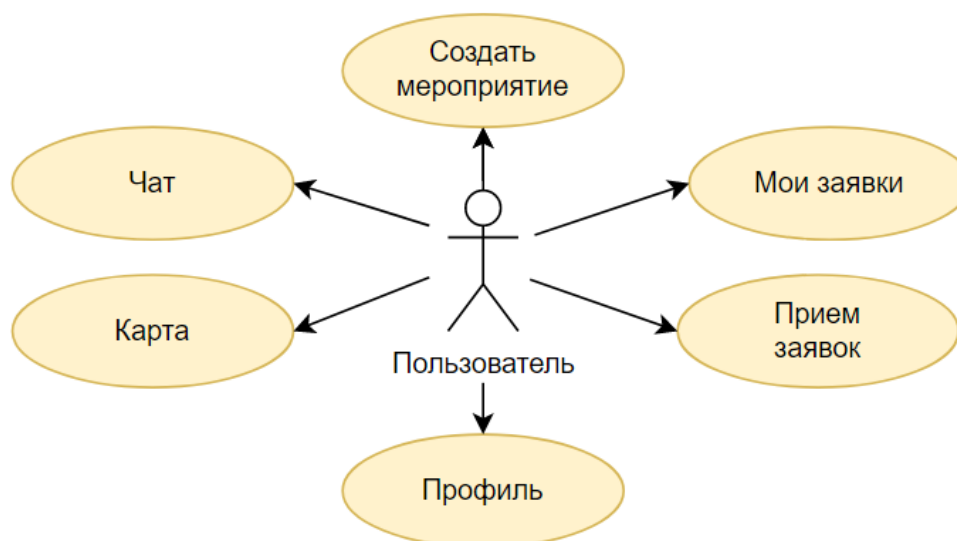 Создать
мероприятие
Чат
Мои заявки
Карта
Прием
заявок
Пользователь
Профиль